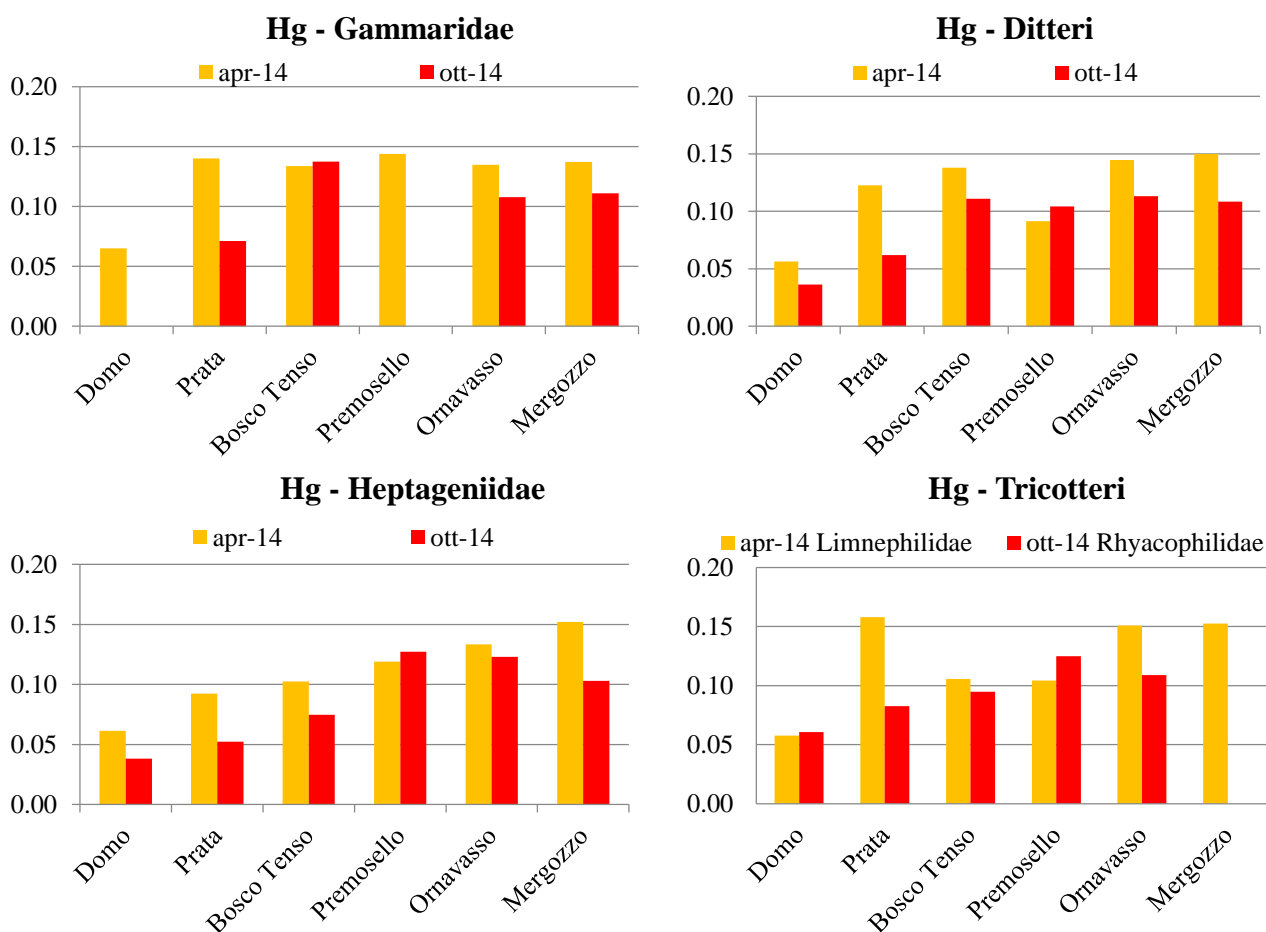 Hg - Gammaridae
apr-14 ott-14
0.20
0.15
0.10
0.05
0.00
Domo
Prata
Bosco Tenso
Premosello
Ornavasso
Mergozzo
Hg - Ditteri
apr-14 ott-14
0.20
0.15
0.10
0.05
0.00
Domo
Prata
Bosco Tenso
Premosello
Ornavasso
Mergozzo
Hg - Heptageniidae
apr-14 ott-14
0.20
0.15
0.10
0.05
0.00
Domo
Prata
Bosco Tenso
Premosello
Ornavasso
Mergozzo
Hg - Tricotteri
apr-14 Limnephilidae ott-14 Rhyacophilidae
0.20
0.15
0.10
0.05
0.00
Domo
Prata
Bosco Tenso
Premosello
Ornavasso
Mergozzo